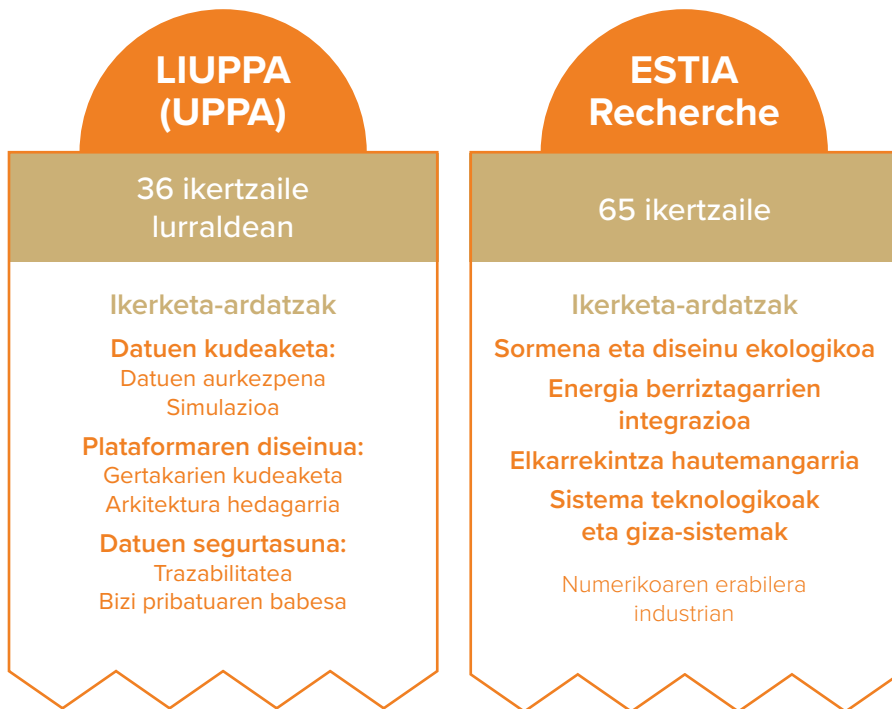 LIUPPA
(UPPA)
36 ikertzaile
lurraldean
Ikerketa-ardatzak
Datuen kudeaketa:
Datuen aurkezpena
Simulazioa
Plataformaren diseinua:
Gertakarien kudeaketa
Arkitektura hedagarria
Datuen segurtasuna:
Trazabilitatea
Bizi pribatuaren babesa
ESTIA
Recherche
65 ikertzaile
Ikerketa-ardatzak
Sormena eta diseinu ekologikoa
Energia berriztagarrien
integrazioa
Elkarrekintza hautemangarria
Sistema teknologikoak
eta giza-sistemak
Numerikoaren erabilera
industrian